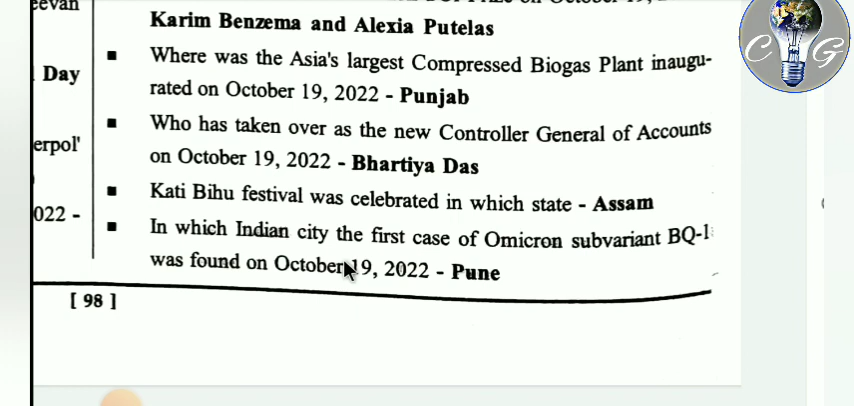 eevan
Karim Benzema and Alexia Putelas
■ Where was the Asia's largest Compressed Biogas Plant inaugu-
Day
rated on October 19, 2022 - Punjab
■ Who has taken over as the new Controller General of Accounts
erpol'
on October 19, 2022 - Bhartiya Das
■ Kati Bihu festival was celebrated in which state - Assam
022 -
■ In which Indian city the first case of Omicron subvariant BQ-1
was found on October 19, 2022 - Pune
[ 98 ]
C G